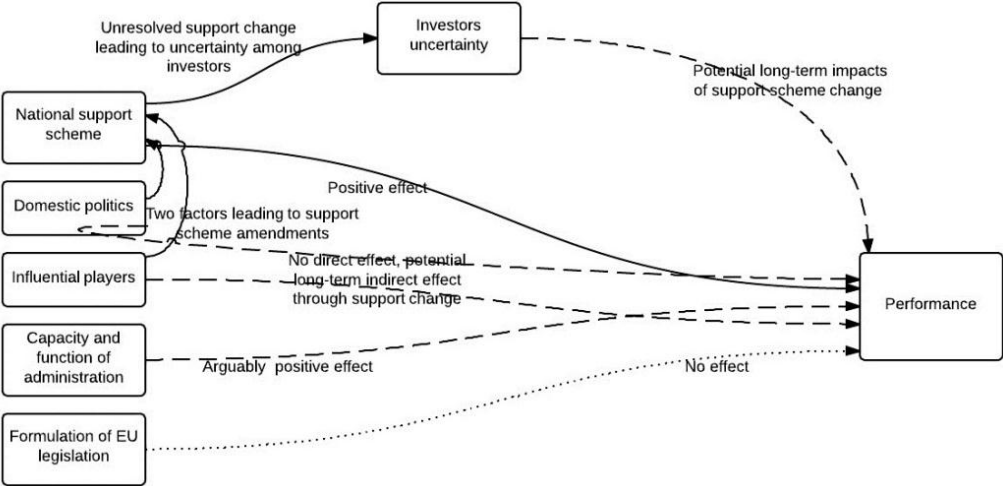 Investors
uncertainty
Unresolved support change
leading to uncertainty among
investors
Potential long-term impacts
of support scheme change
National support
scheme
Positive effect
Domestic politics
Two factors leading to support
scheme amendments
Influential players
No direct effect, potential
long-term indirect effect
through support change
Performance
Capacity and
function of
administration
Arguably positive effect
No effect
Formulation of EU
legislation